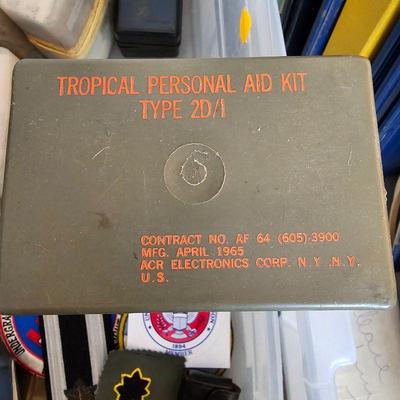 TROPICAL PERSONAL AID KIT
TYPE 2D/1
6
CONTRACT NO. AF 64 (605)-3900
MFG. APRIL 1965
ACR ELECTRONICS CORP. N.Y., N.Y.
U.S.
1894